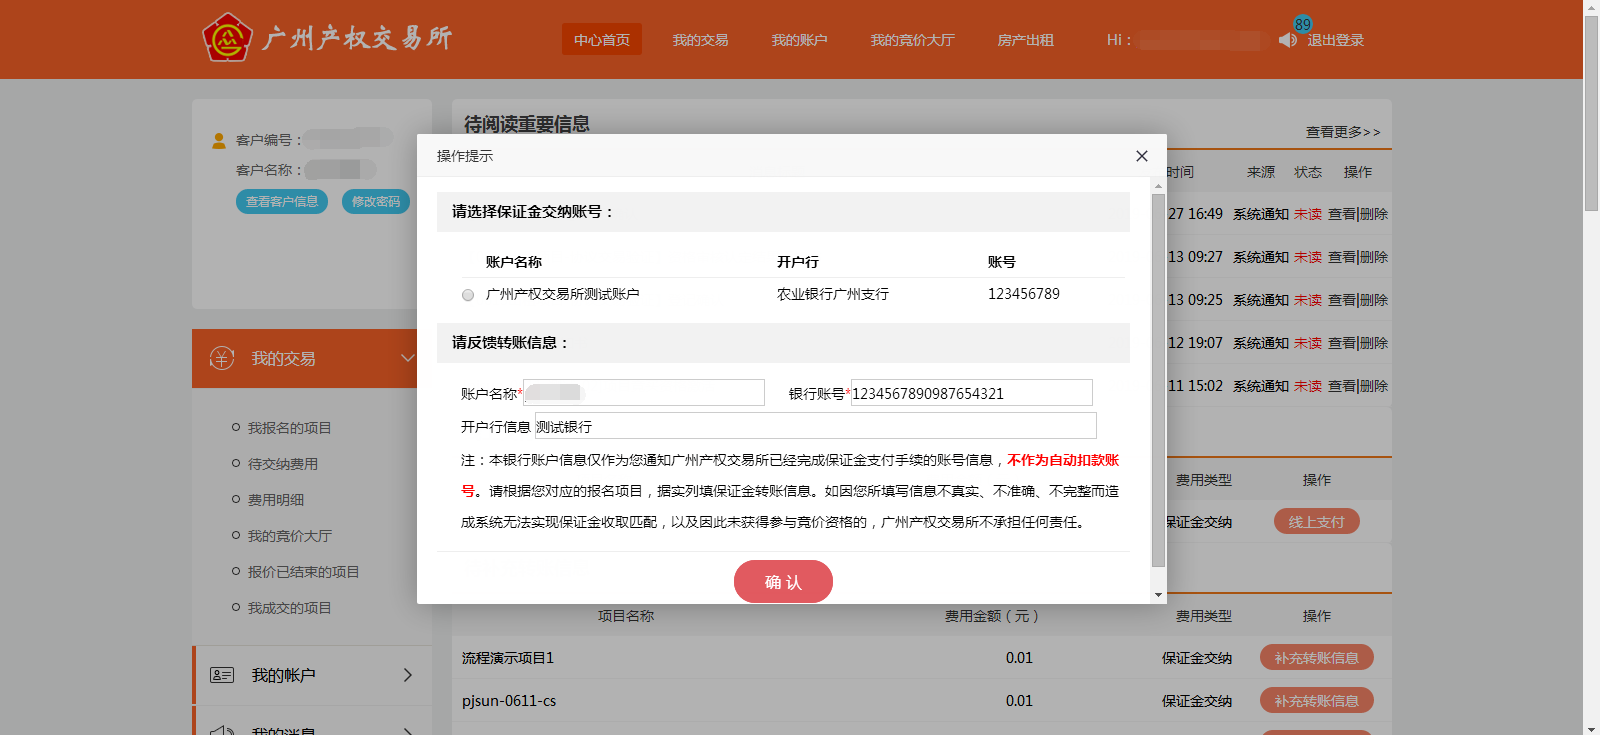 广州产权交易所
中心首页 我的交易 我的账户 我的竞价大厅 房产出租 Hi： 89 退出登录
客户编号：
客户名称：
查看客户信息 修改密码
待阅读重要信息
查看更多>>
时间 来源 状态 操作
27 16:49 系统通知 未读 查看|删除
13 09:27 系统通知 未读 查看|删除
13 09:25 系统通知 未读 查看|删除
12 19:07 系统通知 未读 查看|删除
11 15:02 系统通知 未读 查看|删除
我的交易
我报名的项目
待交纳费用
费用明细
我的竞价大厅
报价已结束的项目
我成交的项目
我的帐户
我的消息
操作提示
请选择保证金交纳账号：
账户名称 开户行 账号
广州产权交易所测试账户 农业银行广州支行 123456789
请反馈转账信息：
账户名称* 银行账号*1234567890987654321
开户行信息 测试银行
注：本银行账户信息仅作为您通知广州产权交易所已经完成保证金支付手续的账号信息，不作为自动扣款账
号。请根据您对应的报名项目，据实列填保证金转账信息。如因您所填写信息不真实、不准确、不完整而造
成系统无法实现保证金收取匹配，以及因此未获得参与竞价资格的，广州产权交易所不承担任何责任。
确 认
费用类型 操作
保证金交纳 线上支付
项目名称 费用金额（元） 费用类型 操作
流程演示项目1 0.01 保证金交纳 补充转账信息
pjsun-0611-cs 0.01 保证金交纳 补充转账信息